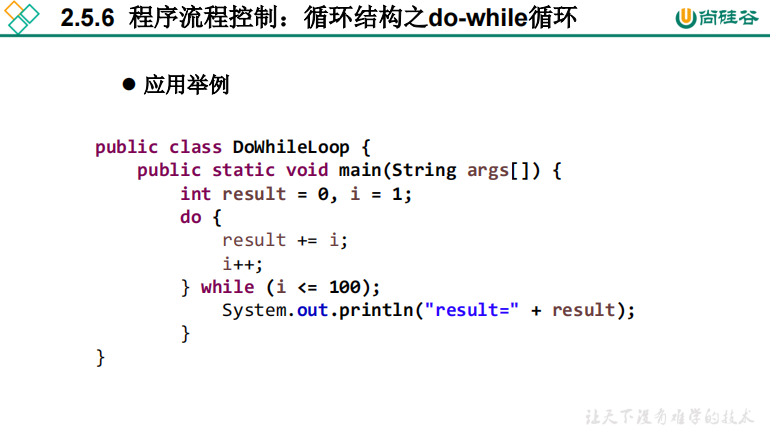 2.5.6 程序流程控制：循环结构之do-while循环
尚硅谷
● 应用举例
public class DoWhileLoop {
    public static void main(String args[]) {
        int result = 0, i = 1;
        do {
            result += i;
            i++;
        } while (i <= 100);
            System.out.println("result=" + result);
        }
}
让天下没有难学的技术